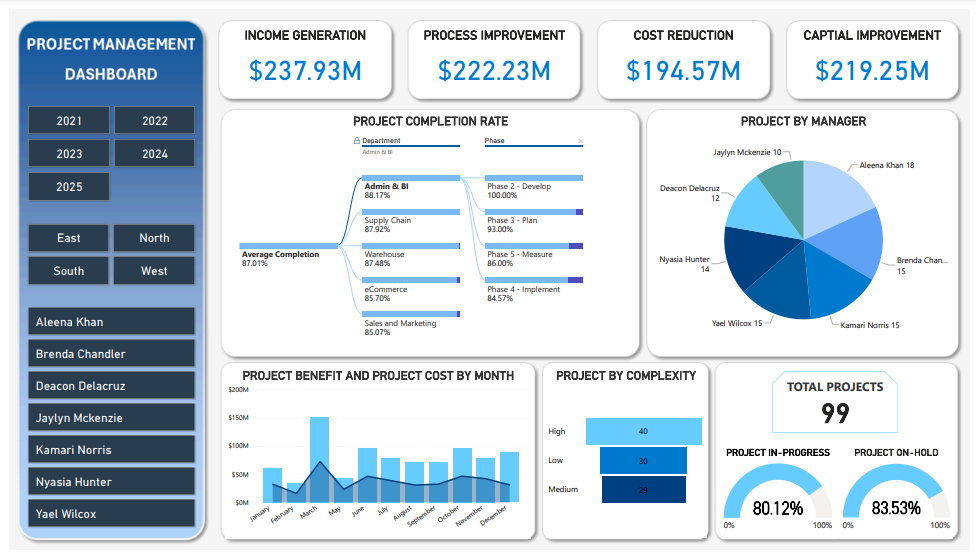 PROJECT MANAGEMENT
DASHBOARD
2021
2022
2023
2024
2025
East
North
South
West
Aleena Khan
Brenda Chandler
Deacon Delacruz
Jaylyn Mckenzie
Kamari Norris
Nyasia Hunter
Yael Wilcox
INCOME GENERATION
$237.93M
PROCESS IMPROVEMENT
$222.23M
COST REDUCTION
$194.57M
CAPTIAL IMPROVEMENT
$219.25M
PROJECT COMPLETION RATE
Department
Admin & BI
Phase
Average Completion
87.01%
Admin & BI
88.17%
Supply Chain
87.92%
Warehouse
87.48%
eCommerce
85.70%
Sales and Marketing
85.07%
Phase 2 - Develop
100.00%
Phase 3 - Plan
93.00%
Phase 5 - Measure
86.00%
Phase 4 - Implement
84.57%
PROJECT BY MANAGER
Jaylyn Mckenzie 10
Aleena Khan 18
Deacon Delacruz
12
Brenda Chan...
15
Nyasia Hunter
14
Yael Wilcox 15
Kamari Norris 15
PROJECT BENEFIT AND PROJECT COST BY MONTH
$200M
$150M
$100M
$50M
$0M
January
February
March
May
June
July
August
September
October
November
December
PROJECT BY COMPLEXITY
High
40
Low
30
Medium
29
TOTAL PROJECTS
99
PROJECT IN-PROGRESS
80.12%
0%
100%
PROJECT ON-HOLD
83.53%
0%
100%